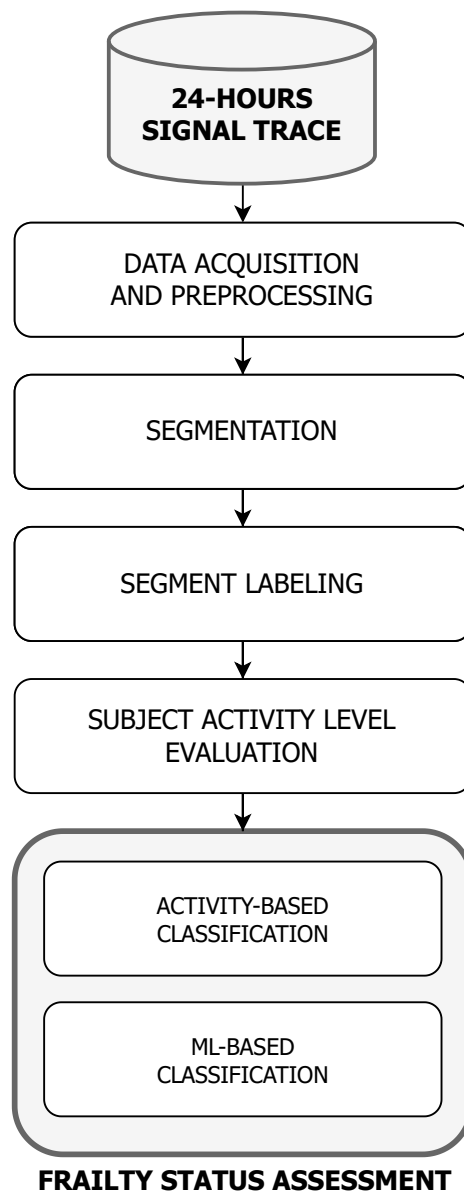 24-HOURS
SIGNAL TRACE
DATA ACQUISITION
AND PREPROCESSING
SEGMENTATION
SEGMENT LABELING
SUBJECT ACTIVITY LEVEL
EVALUATION
ACTIVITY-BASED
CLASSIFICATION
ML-BASED
CLASSIFICATION
FRAILTY STATUS ASSESSMENT